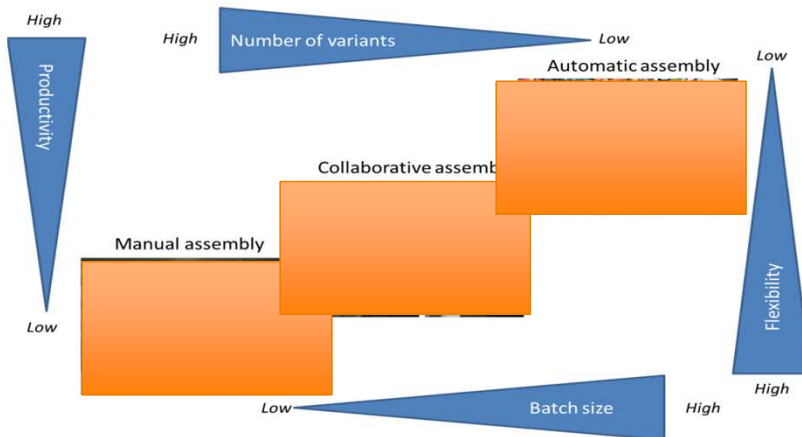 High
High
Number of variants
Low
Low
Automatic assembly
Productivity
Collaborative assemb
Manual assembly
Low
Flexibility
Low
Batch size
High
High